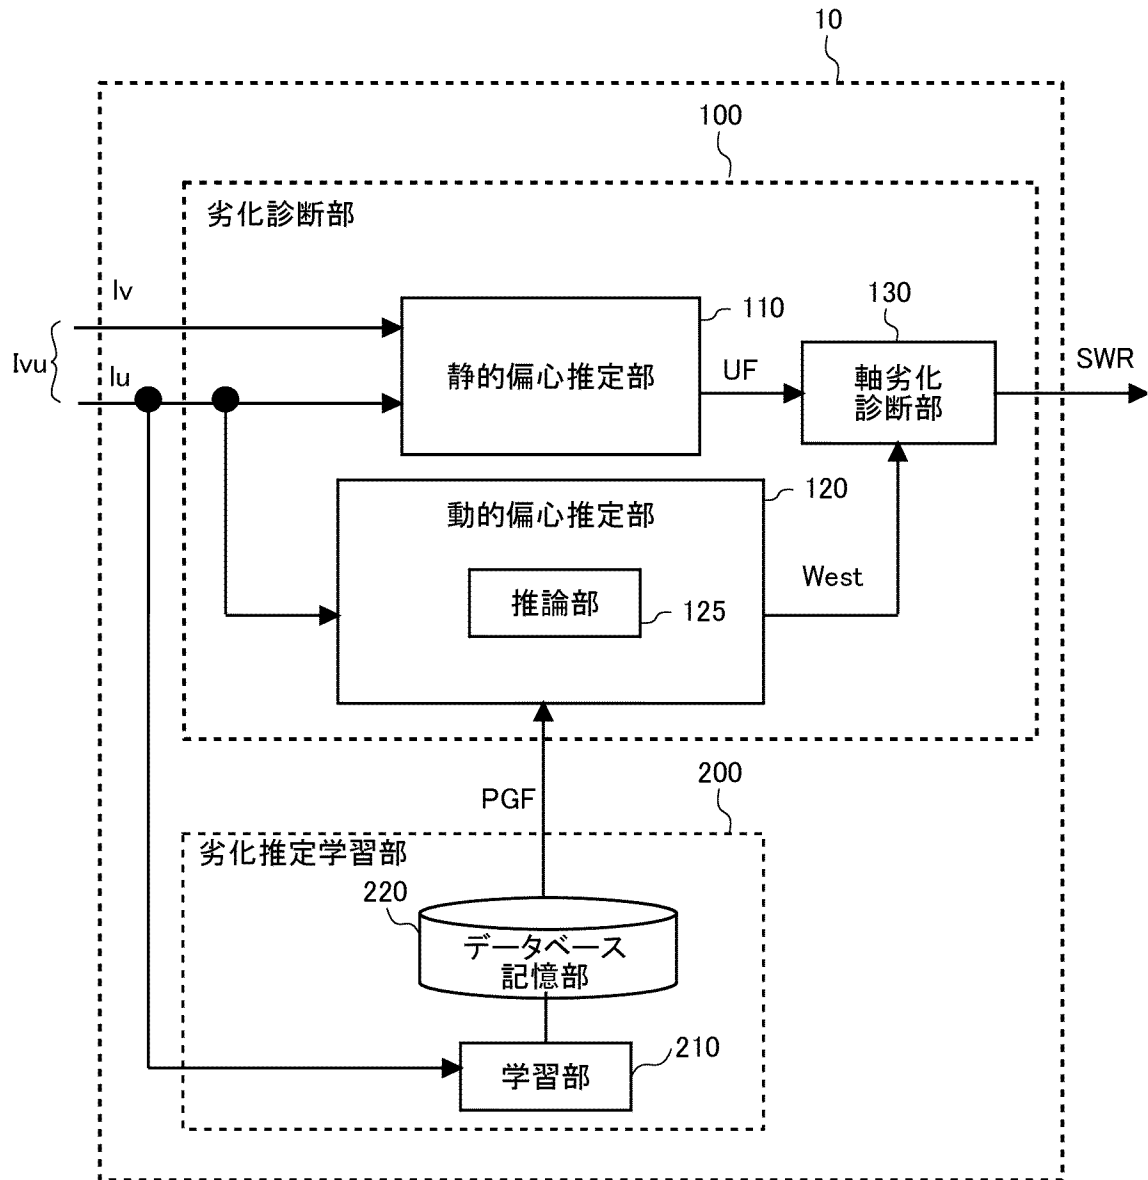 10
100
劣化診断部
Iv
Ivu
Iu
110
静的偏心推定部
UF
130
軸劣化
診断部
SWR
120
動的偏心推定部
推論部
125
West
PGF
200
劣化推定学習部
220
データベース
記憶部
210
学習部